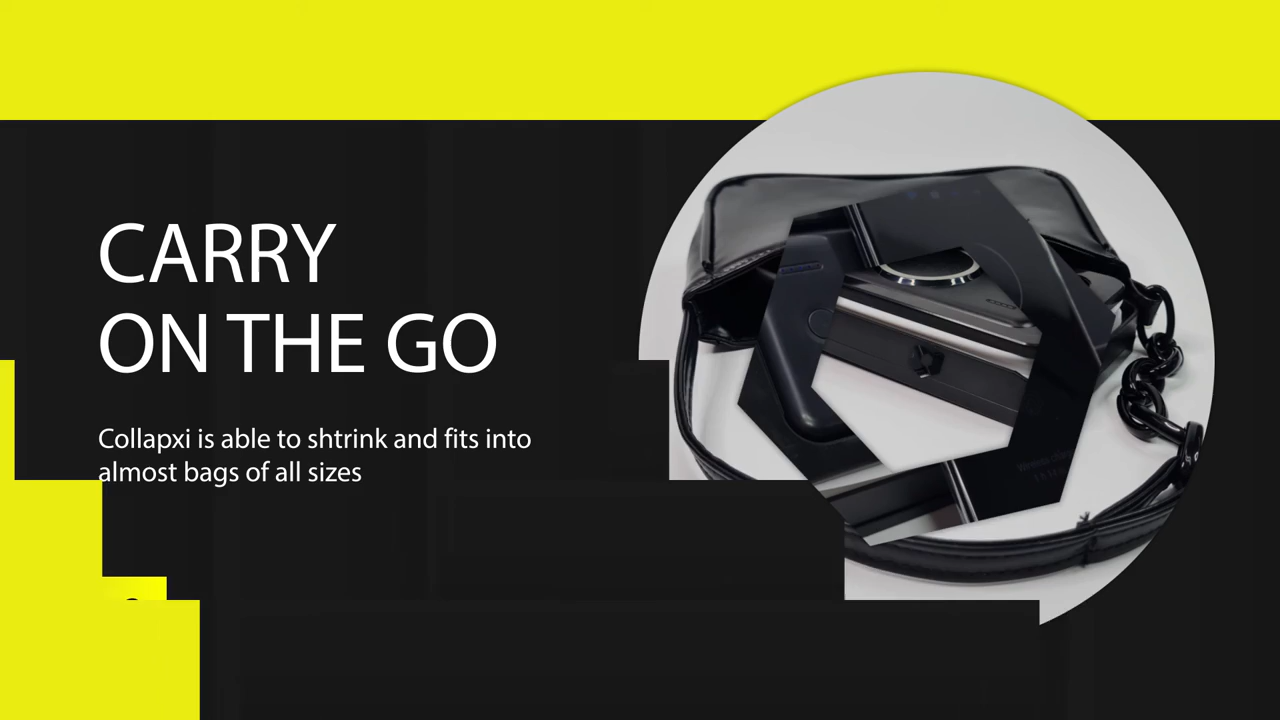 CARRY
ON THE GO
Collapxi is able to shtrink and fits into
almost bags of all sizes